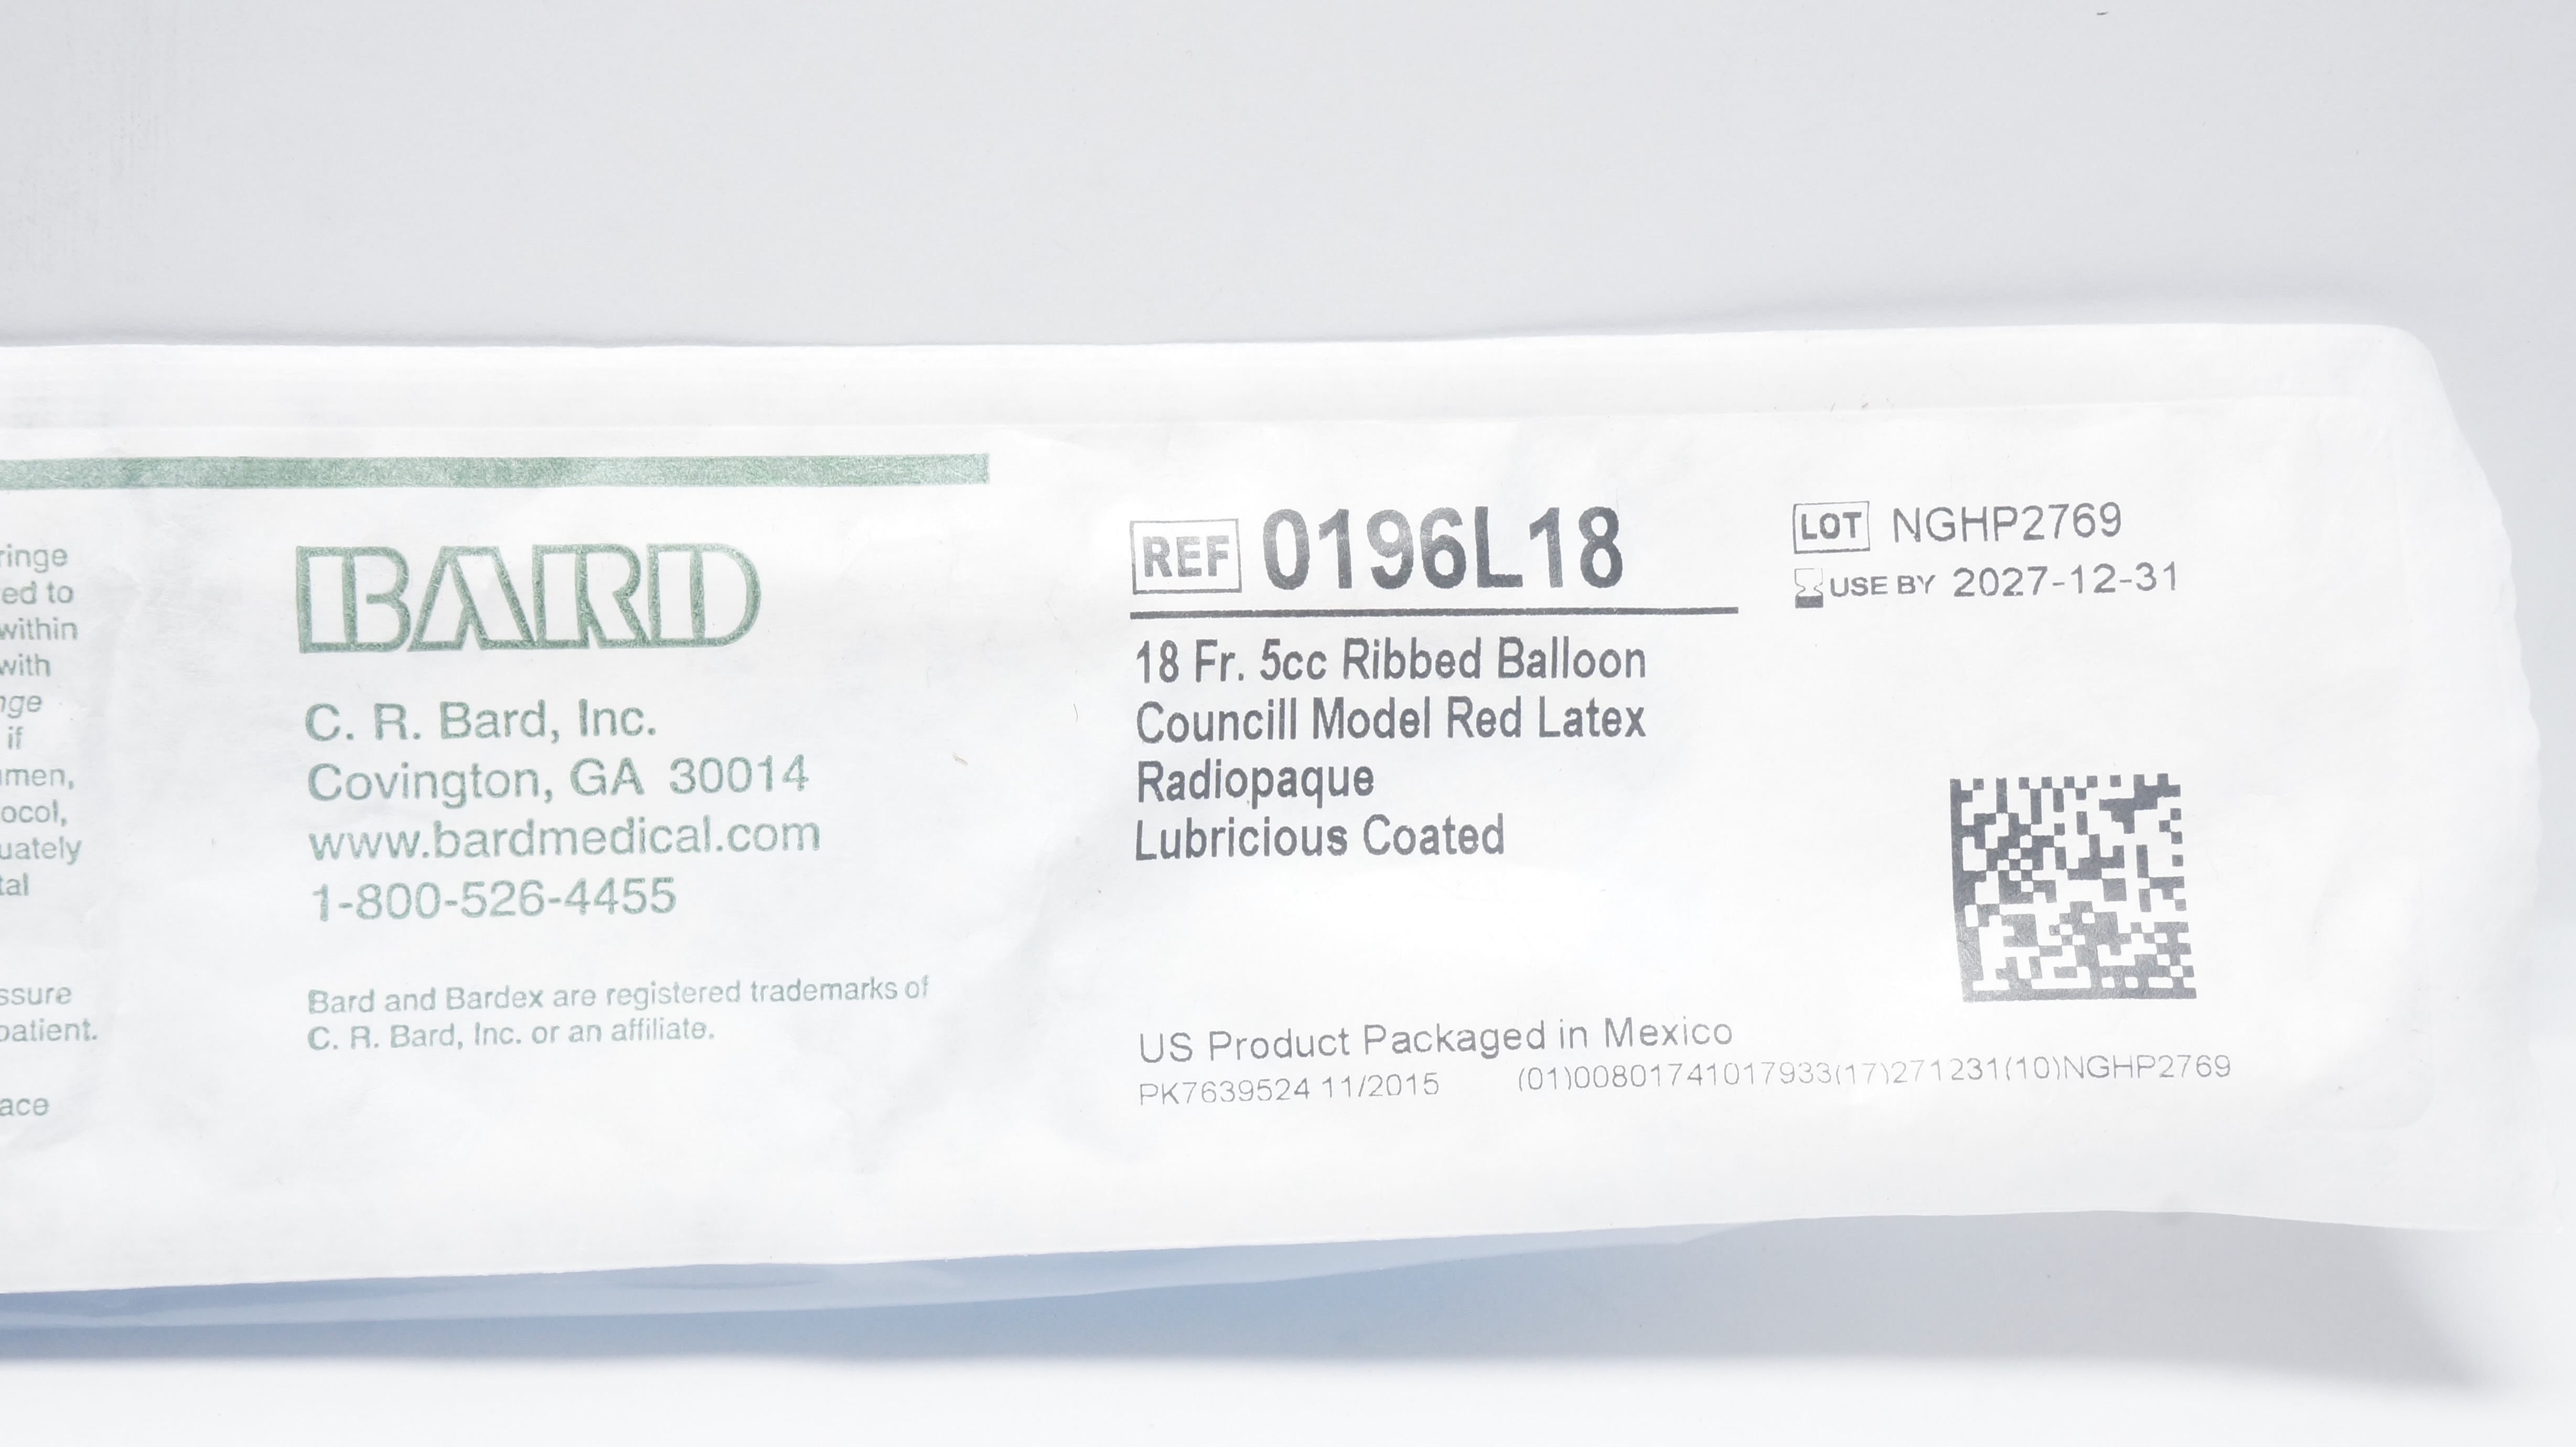 ringe
ed to
within
with
nge
if
men,
ocol,
uately
tal
ssure
patient.
ace
BARD
C. R. Bard, Inc.
Covington, GA 30014
www.bardmedical.com
1-800-526-4455
Bard and Bardex are registered trademarks of
C. R. Bard, Inc. or an affiliate.
REF 0196L18
18 Fr. 5cc Ribbed Balloon
Councill Model Red Latex
Radiopaque
Lubricious Coated
LOT NGHP2769
USE BY 2027-12-31
US Product Packaged in Mexico
PK7639524 11/2015 (01)00801741017933(17)271231(10)NGHP2769